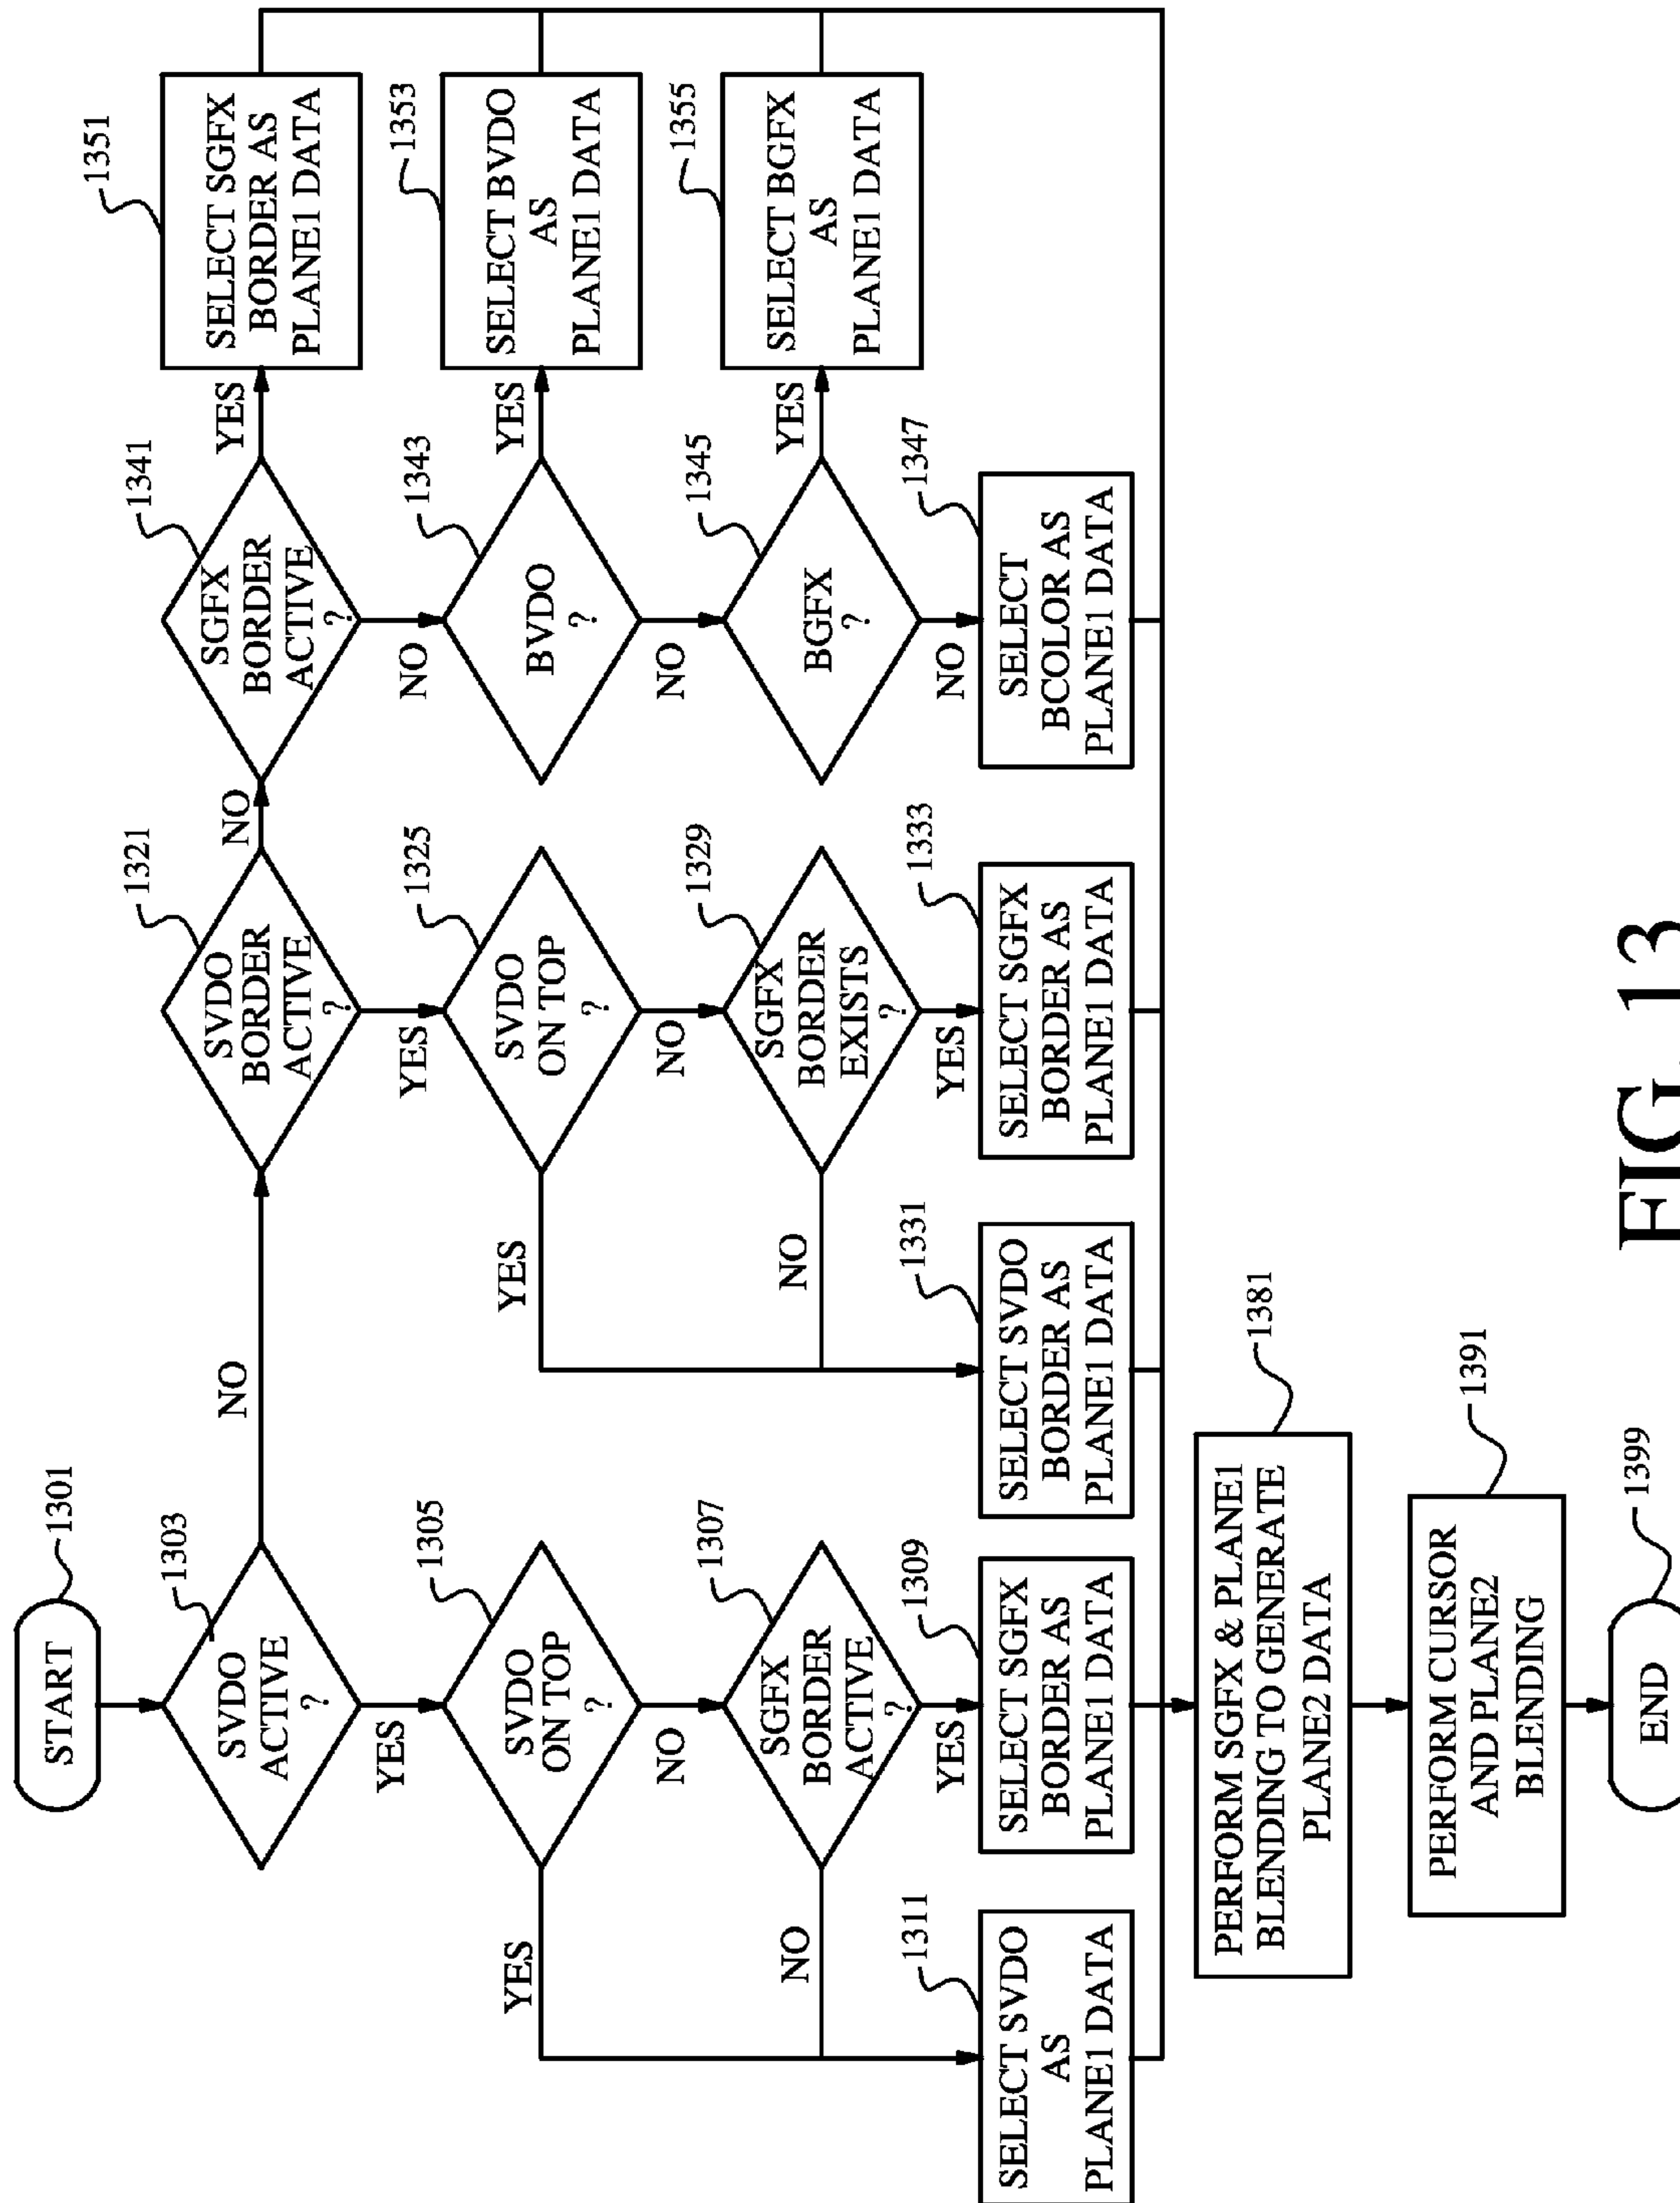 START
1301
SVDO
ACTIVE
?
1303
NO
YES
SVDO
ON TOP
?
1305
YES
NO
SGFX
BORDER
ACTIVE
?
1307
NO
YES
SELECT SVDO
AS
PLANE1 DATA
1311
SELECT SGFX
BORDER AS
PLANE1 DATA
1309
SVDO
BORDER
ACTIVE
?
1321
NO
YES
SVDO
ON TOP
?
1325
YES
NO
SGFX
BORDER
EXISTS
?
1329
NO
YES
SELECT SVDO
BORDER AS
PLANE1 DATA
1331
SELECT SGFX
BORDER AS
PLANE1 DATA
1333
SGFX
BORDER
ACTIVE
?
1341
YES
NO
SELECT SGFX
BORDER AS
PLANE1 DATA
1351
BVDO
?
1343
YES
NO
SELECT BVDO
AS
PLANE1 DATA
1353
BGFX
?
1345
YES
NO
SELECT BGFX
AS
PLANE1 DATA
1355
SELECT
BCOLOR AS
PLANE1 DATA
1347
PERFORM SGFX & PLANE1
BLENDING TO GENERATE
PLANE2 DATA
1381
PERFORM CURSOR
AND PLANE2
BLENDING
1391
END
1399
FIG. 13